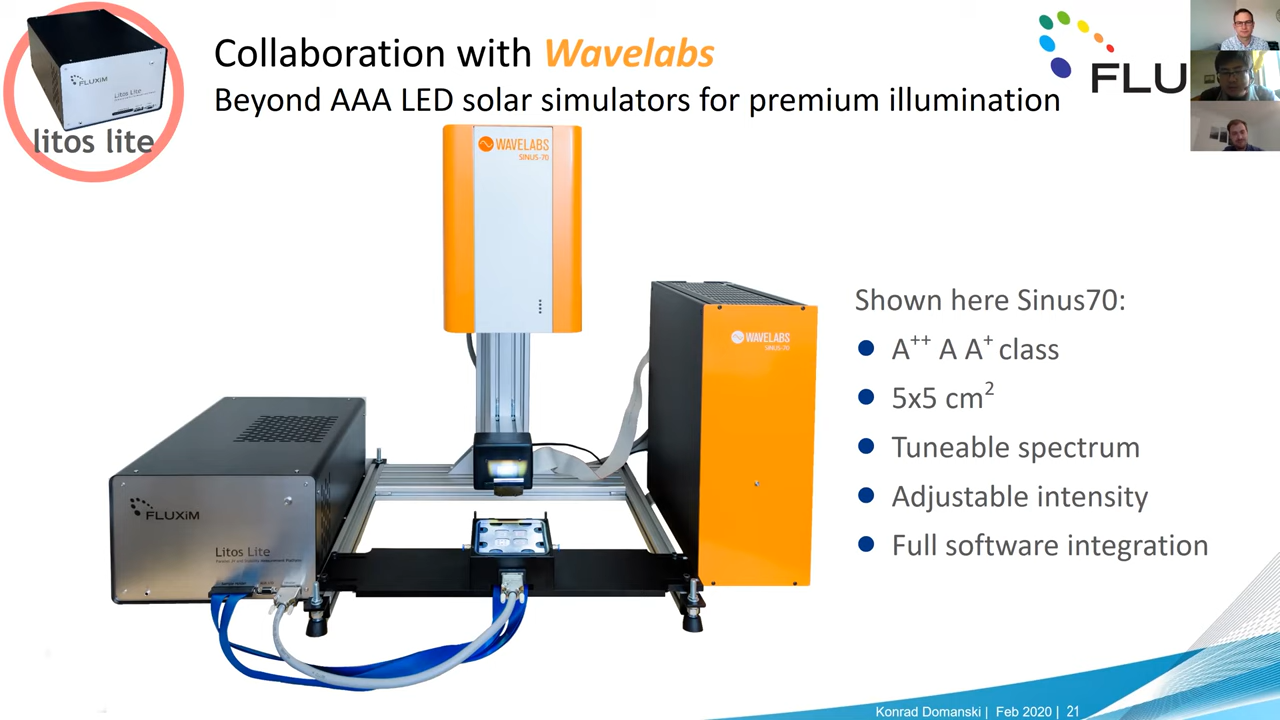 FLUXiM
Litos Lite
litos lite
Collaboration with Wavelabs
Beyond AAA LED solar simulators for premium illumination
FLU
WAVELABS
SINUS-70
WAVELABS
SINUS-70
Shown here Sinus70:
A++ A A+ class
5x5 cm2
Tuneable spectrum
Adjustable intensity
Full software integration
FLUXiM
Litos Lite
Konrad Domanski | Feb 2020 | 21